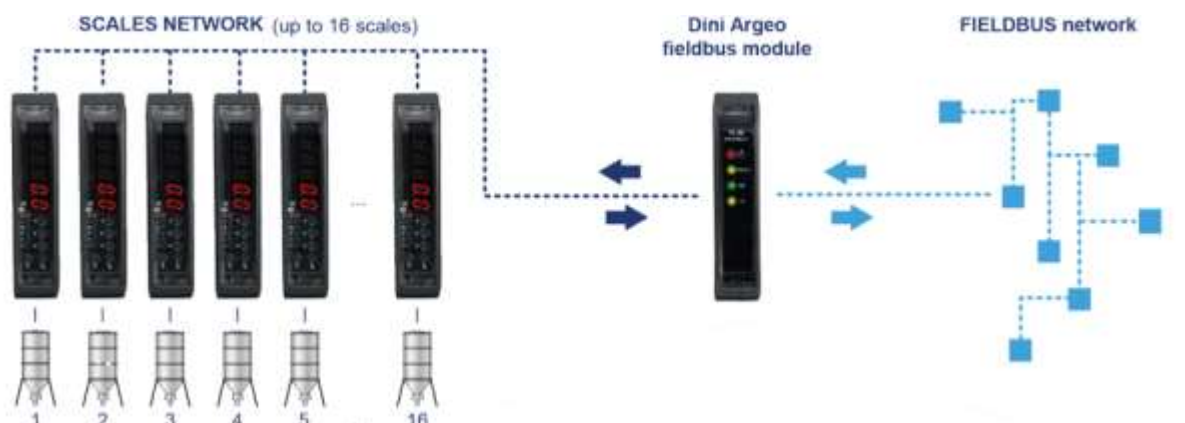 SCALES NETWORK (up to 16 scales)
Dini Argeo
fieldbus module
FIELDBUS network
...
1 2 3 4 5 ... 16